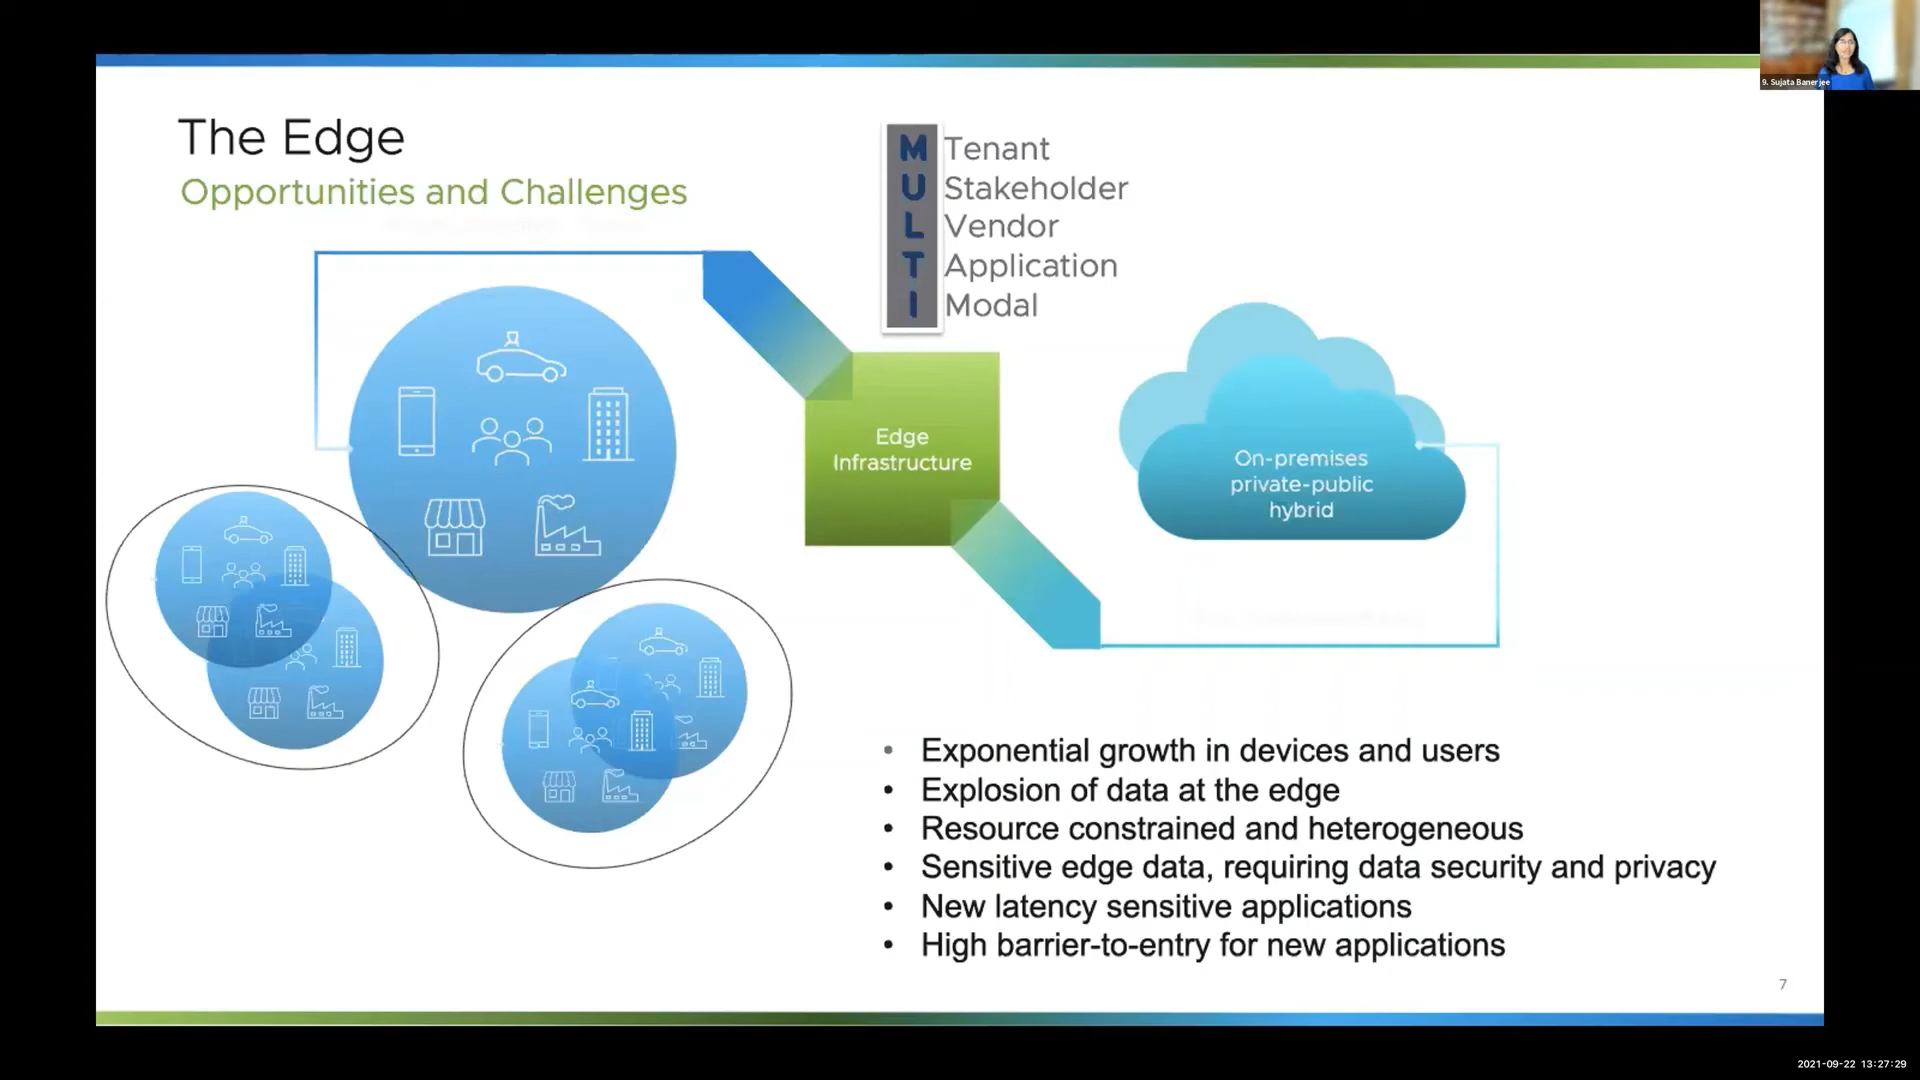 9. Sujata Banerjee
The Edge
Opportunities and Challenges
MULTI
Tenant
Stakeholder
Vendor
Application
Modal
Edge
Infrastructure
On-premises
private-public
hybrid
• Exponential growth in devices and users
• Explosion of data at the edge
• Resource constrained and heterogeneous
• Sensitive edge data, requiring data security and privacy
• New latency sensitive applications
• High barrier-to-entry for new applications
7
2021-09-22 13:27:29